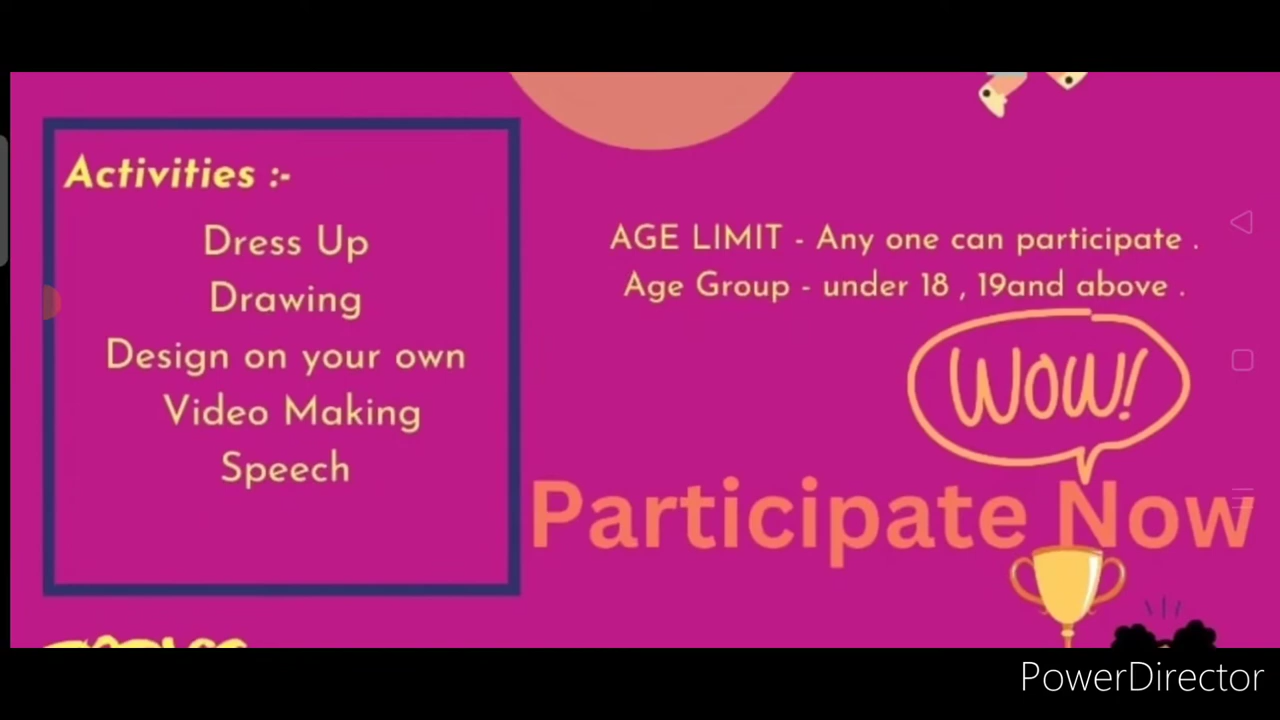 Activities :-
Dress Up
Drawing
Design on your own
Video Making
Speech
AGE LIMIT - Any one can participate .
Age Group - under 18 , 19and above .
WOW!
Participate Now
PowerDirector